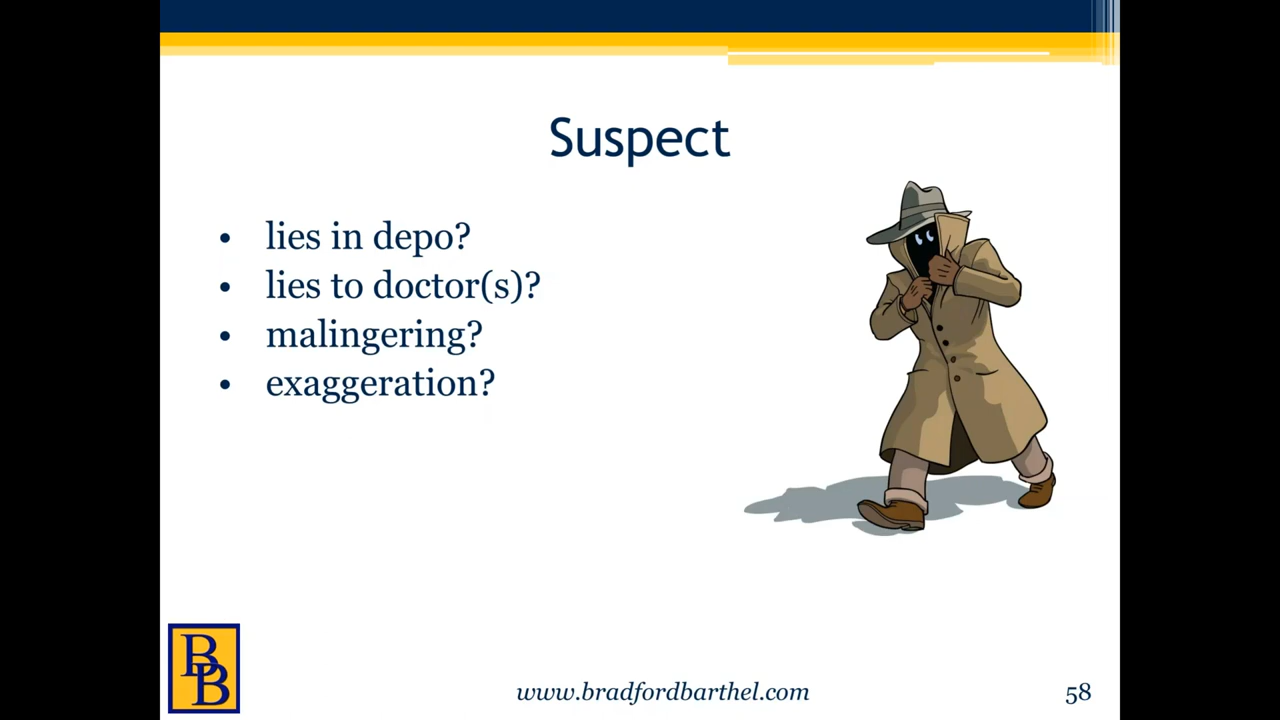 Suspect
• lies in depo?
• lies to doctor(s)?
• malingering?
• exaggeration?
BB
www.bradfordbarthel.com
58